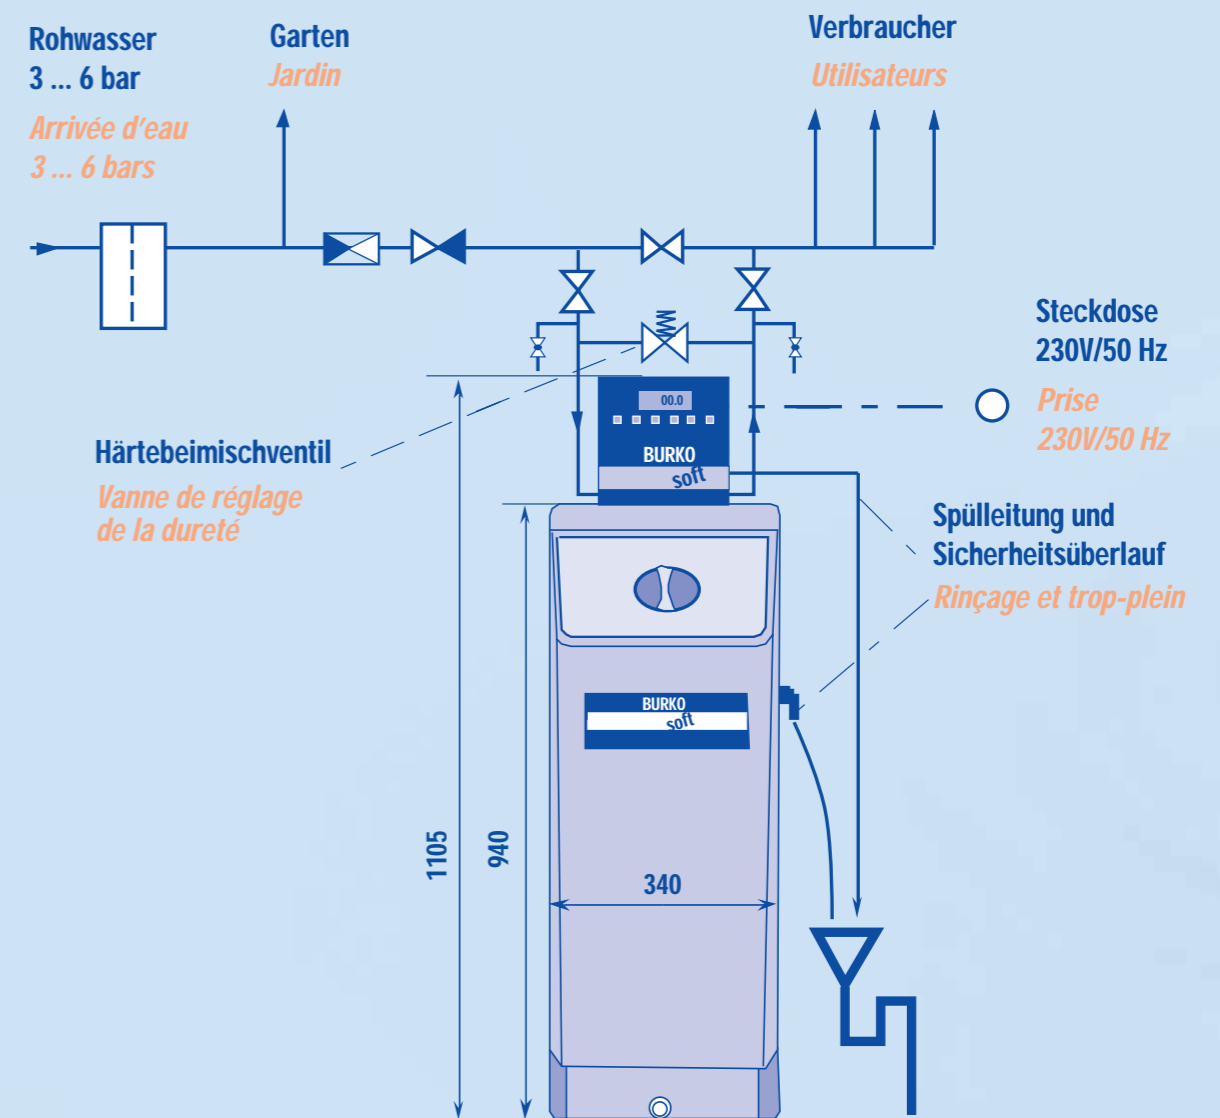 Rohwasser
3 ... 6 bar
Arrivée d'eau
3 ... 6 bars
Garten
Jardin
Verbraucher
Utilisateurs
Steckdose
230V/50 Hz
Prise
230V/50 Hz
Härtebeimischventil
Vanne de réglage
de la dureté
00.0
BURKO
soft
Spülleitung und
Sicherheitsüberlauf
Rinçage et trop-plein
BURKO
soft
1105
940
340